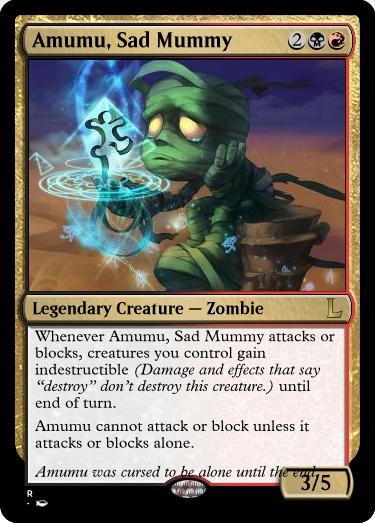 Amumu, Sad Mummy
2
Legendary Creature — Zombie
L
Whenever Amumu, Sad Mummy attacks or
blocks, creatures you control gain
indestructible (Damage and effects that say
“destroy” don't destroy this creature.) until
end of turn.
Amumu cannot attack or block unless it
attacks or blocks alone.
Amumu was cursed to be alone until the end
3/5
R